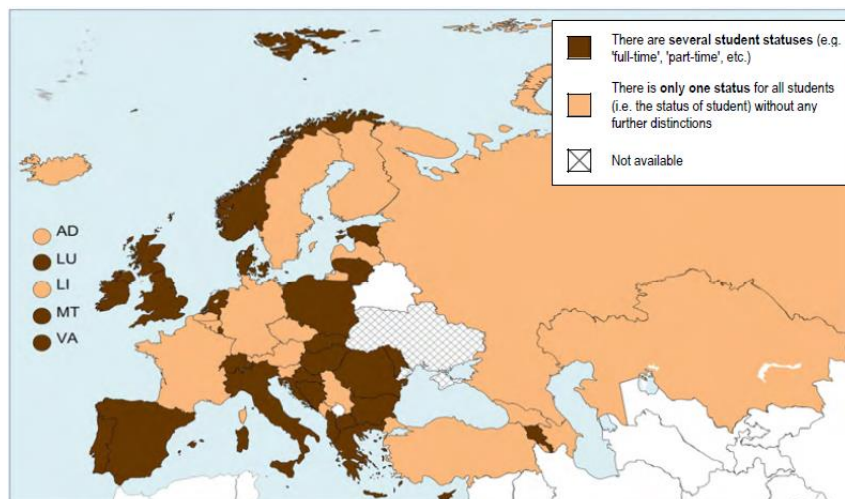 There are several student statuses (e.g.
'full-time', 'part-time', etc.)
There is only one status for all students
(i.e. the status of student) without any
further distinctions
Not available
AD
LU
LI
MT
VA